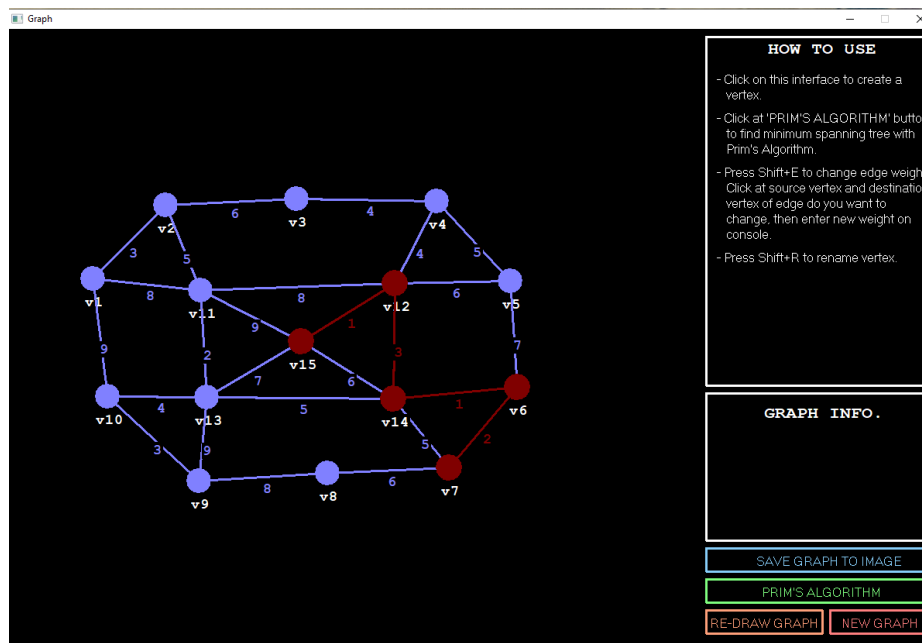 Graph
HOW TO USE
- Click on this interface to create a
vertex.
- Click at 'PRIM'S ALGORITHM' butto
to find minimum spanning tree with
Prim's Algorithm.
- Press Shift+E to change edge weigh
Click at source vertex and destinatio
vertex of edge do you want to
change, then enter new weight on
console.
- Press Shift+R to rename vertex.
6
4
v3
v2
v4
3
5
4
5
v1
8
v11
8
v12
6
v5
9
1
9
2
3
7
v15
7
6
v10
4
v13
5
v14
1
v6
3
9
5
2
v9
8
v8
6
v7
GRAPH INFO.
SAVE GRAPH TO IMAGE
PRIM'S ALGORITHM
RE-DRAW GRAPH
NEW GRAPH